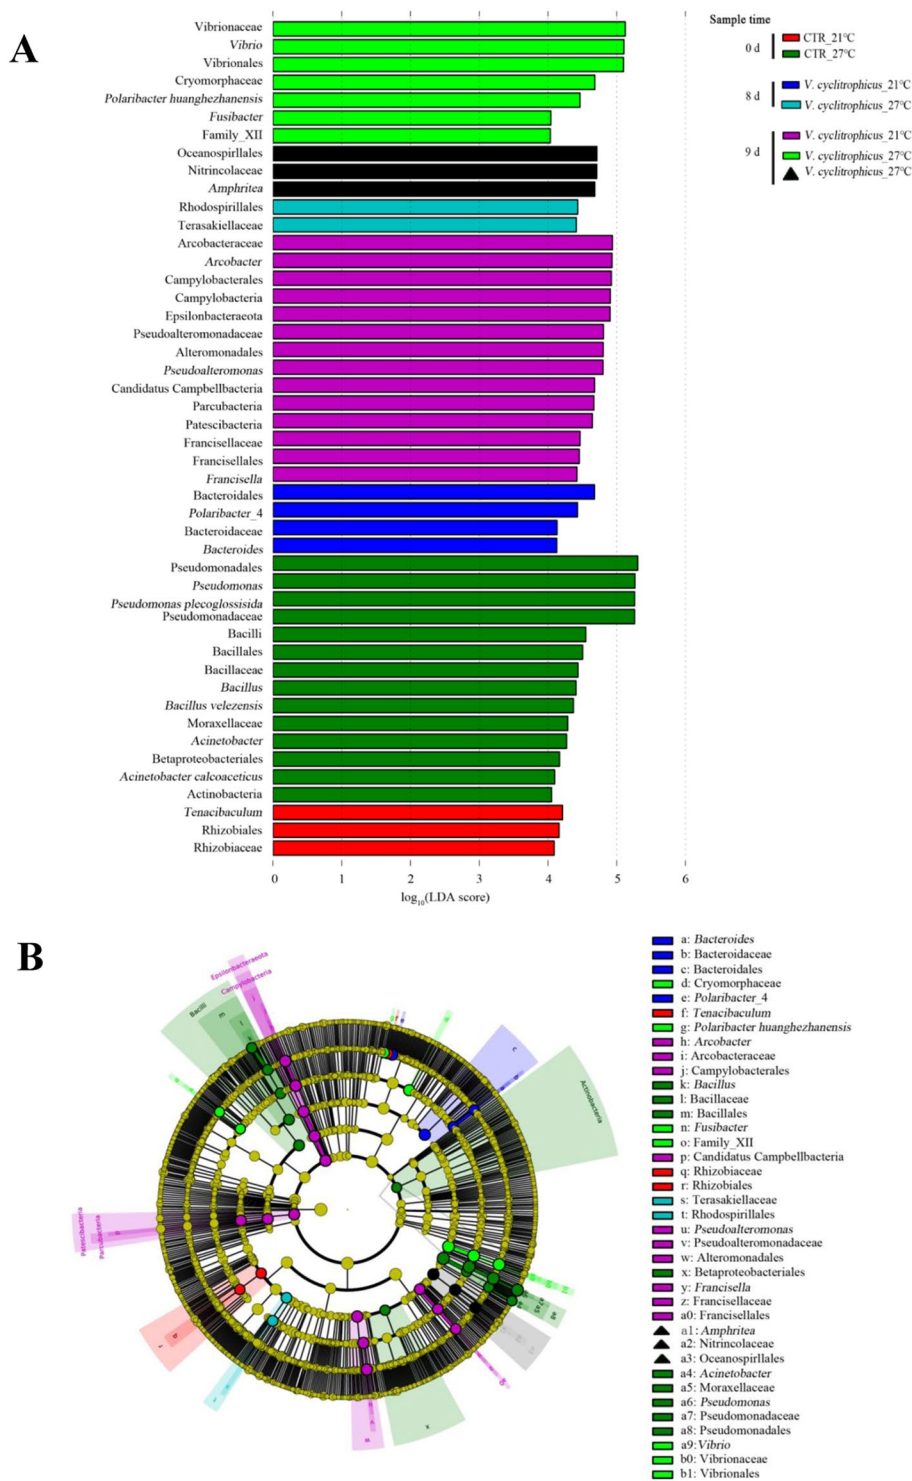 A
Vibrionaceae
Vibrio
Vibrionales
Cryomorphaceae
Polaribacter huanghezhanensis
Fusibacter
Family_XII
Oceanospirllales
Nitrincolaceae
Amphritea
Rhodospirillales
Terasakiellaceae
Arcobacteraceae
Arcobacter
Campylobacterales
Campylobacteria
Epsilonbacteraeota
Pseudoalteromonadaceae
Alteromonadales
Pseudoalteromonas
Candidatus Campbellbacteria
Parcubacteria
Patescibacteria
Francisellaceae
Francisellales
Francisella
Bacteroidales
Polaribacter_4
Bacteroidaceae
Bacteroides
Pseudomonadales
Pseudomonas
Pseudomonas plecoglossisida
Pseudomonadaceae
Bacilli
Bacillales
Bacillaceae
Bacillus
Bacillus velezensis
Moraxellaceae
Acinetobacter
Betaproteobacteriales
Acinetobacter calcoaceticus
Actinobacteria
Tenacibaculum
Rhizobiales
Rhizobiaceae
0 1 2 3 4 5 6
log10(LDA score)
Sample time
0 d
CTR_21°C
CTR_27°C
8 d
V. cyclitrophicus_21°C
V. cyclitrophicus_27°C
9 d
V. cyclitrophicus_21°C
V. cyclitrophicus_27°C
V. cyclitrophicus_27°C
B
Epsilonbacteraeota
Campylobacteria
Bacilli
Actinobacteria
Patescibacteria
Parcubacteria
a: Bacteroides
b: Bacteroidaceae
c: Bacteroidales
d: Cryomorphaceae
e: Polaribacter_4
f: Tenacibaculum
g: Polaribacter huanghezhanensis
h: Arcobacter
i: Arcobacteraceae
j: Campylobacterales
k: Bacillus
l: Bacillaceae
m: Bacillales
n: Fusibacter
o: Family_XII
p: Candidatus Campbellbacteria
q: Rhizobiaceae
r: Rhizobiales
s: Terasakiellaceae
t: Rhodospirillales
u: Pseudoalteromonas
v: Pseudoalteromonadaceae
w: Alteromonadales
x: Betaproteobacteriales
y: Francisella
z: Francisellaceae
a0: Francisellales
a1: Amphritea
a2: Nitrincolaceae
a3: Oceanospirllales
a4: Acinetobacter
a5: Moraxellaceae
a6: Pseudomonas
a7: Pseudomonadaceae
a8: Pseudomonadales
a9:Vibrio
b0: Vibrionaceae
b1: Vibrionales